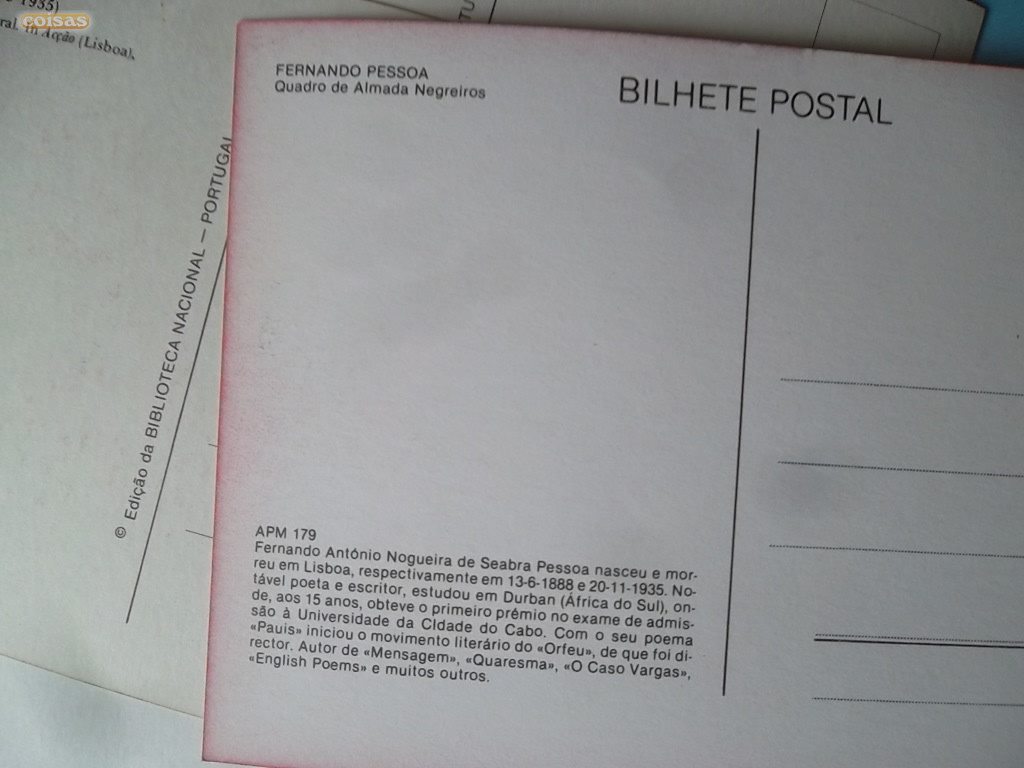 1935)
coisas
ral. in Acção (Lisboa),
© Edição da BIBLIOTECA NACIONAL — PORTUGAL
FERNANDO PESSOA
Quadro de Almada Negreiros
BILHETE POSTAL
APM 179
Fernando António Nogueira de Seabra Pessoa nasceu e mor-
reu em Lisboa, respectivamente em 13-6-1888 e 20-11-1935. No-
tável poeta e escritor, estudou em Durban (África do Sul), on-
de, aos 15 anos, obteve o primeiro prémio no exame de admis-
são à Universidade da CIdade do Cabo. Com o seu poema
«Pauis» iniciou o movimento literário do «Orfeu», de que foi di-
rector. Autor de «Mensagem», «Quaresma», «O Caso Vargas»,
«English Poems» e muitos outros.